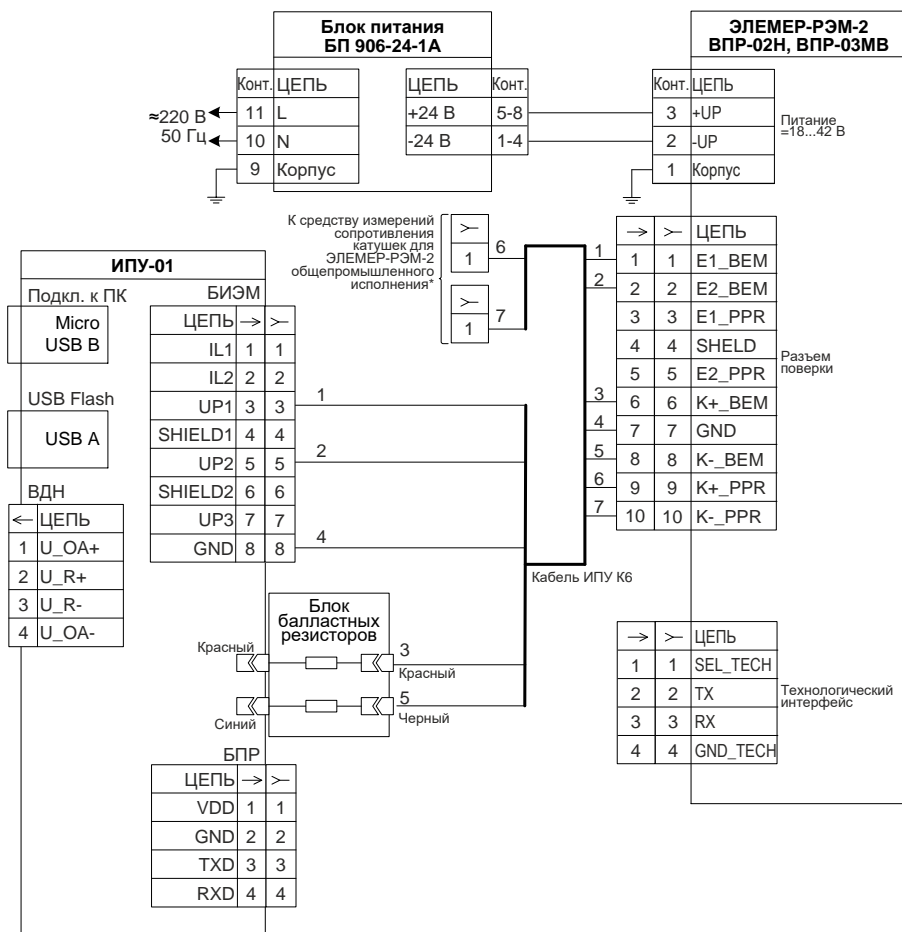 Блок питания
БП 906-24-1А
ЭЛЕМЕР-РЭМ-2
ВПР-02Н, ВПР-03МВ
Конт. ЦЕПЬ
ЦЕПЬ Конт.
Конт. ЦЕПЬ
≈220 В
50 Гц
11 L
+24 В 5-8
3 +UP
10 N
-24 В 1-4
2 -UP
9 Корпус
1 Корпус
Питание
=18...42 В
К средству измерений
сопротивления
катушек для
ЭЛЕМЕР-РЭМ-2
общепромышленного
исполнения*
1
6
1
7
ЦЕПЬ
1 1 1 E1_BEM
2 2 2 E2_BEM
3 3 E1_PPR
4 4 SHIELD
5 5 E2_PPR
3 6 6 K+_BEM
4 7 7 GND
5 8 8 K-_BEM
6 9 9 K+_PPR
7 10 10 K-_PPR
Разъем
поверки
ИПУ-01
Подкл. к ПК
Micro
USB B
USB Flash
USB A
ВДН
ЦЕПЬ
1 U_OA+
2 U_R+
3 U_R-
4 U_OA-
БИЭМ
ЦЕПЬ
IL1 1 1
IL2 2 2
UP1 3 3 1
SHIELD1 4 4
UP2 5 5 2
SHIELD2 6 6
UP3 7 7
GND 8 8 4
Кабель ИПУ К6
Блок
балластных
резисторов
Красный
3
Красный
Синий
5
Черный
ЦЕПЬ
1 1 SEL_TECH
2 2 TX
3 3 RX
4 4 GND_TECH
Технологический
интерфейс
БПР
ЦЕПЬ
VDD 1 1
GND 2 2
TXD 3 3
RXD 4 4